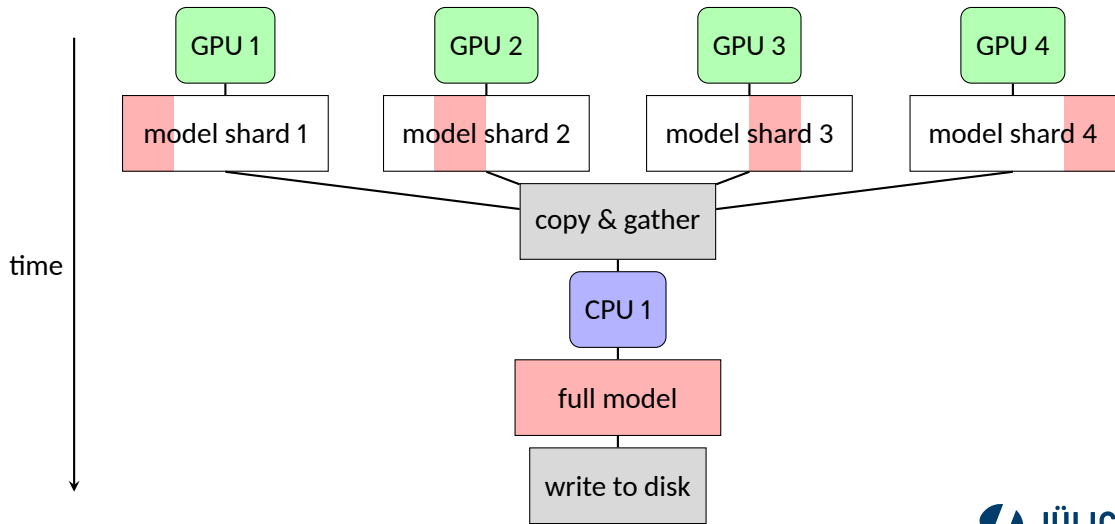 GPU 1
GPU 2
GPU 3
GPU 4
model shard 1
model shard 2
model shard 3
model shard 4
copy & gather
time
CPU 1
full model
write to disk